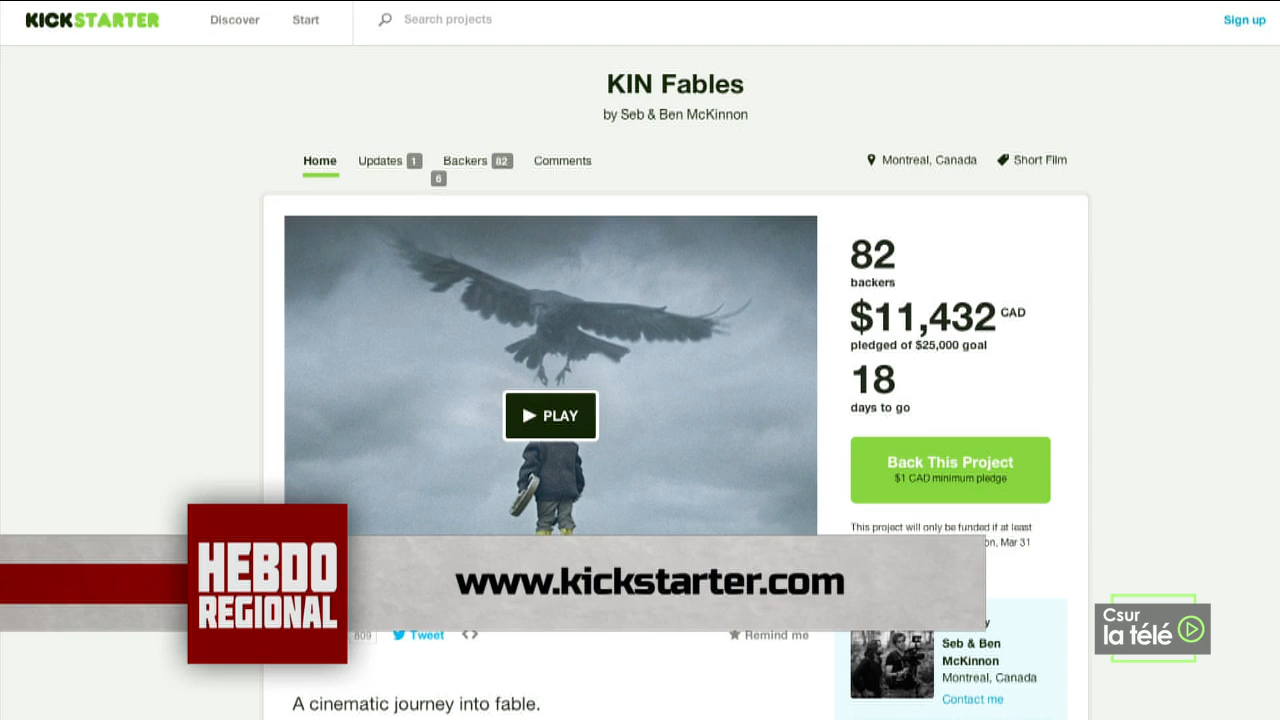 KICKSTARTER
Discover
Start
Search projects
Sign up
KIN Fables
by Seb & Ben McKinnon
Home
Updates 1
Backers 82
Comments
6
Montreal, Canada
Short Film
82
backers
$11,432 CAD
pledged of $25,000 goal
18
days to go
PLAY
Back This Project
$1 CAD minimum pledge
This project will only be funded if at least
on, Mar 31
HEBDO
REGIONAL
www.kickstarter.com
809
Tweet
Remind me
Csur
la télé
y
Seb & Ben
McKinnon
Montreal, Canada
Contact me
A cinematic journey into fable.